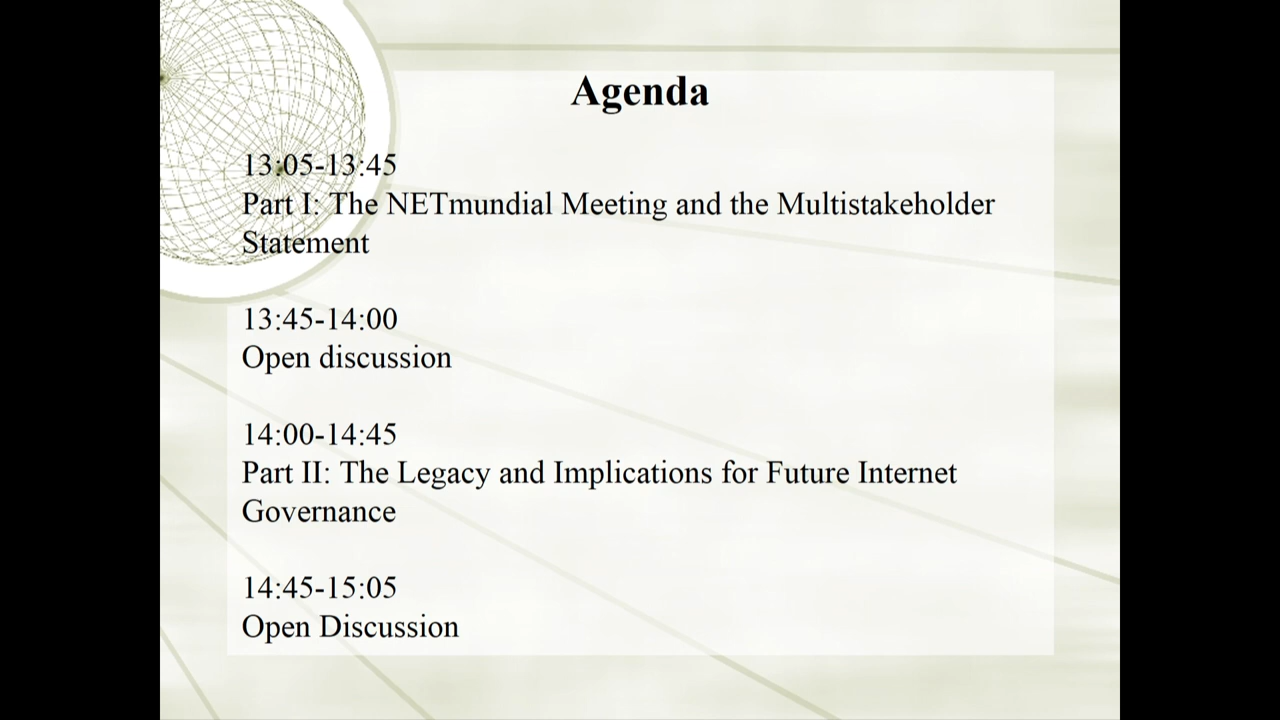 Agenda
13:05-13:45
Part I: The NETmundial Meeting and the Multistakeholder
Statement
13:45-14:00
Open discussion
14:00-14:45
Part II: The Legacy and Implications for Future Internet
Governance
14:45-15:05
Open Discussion